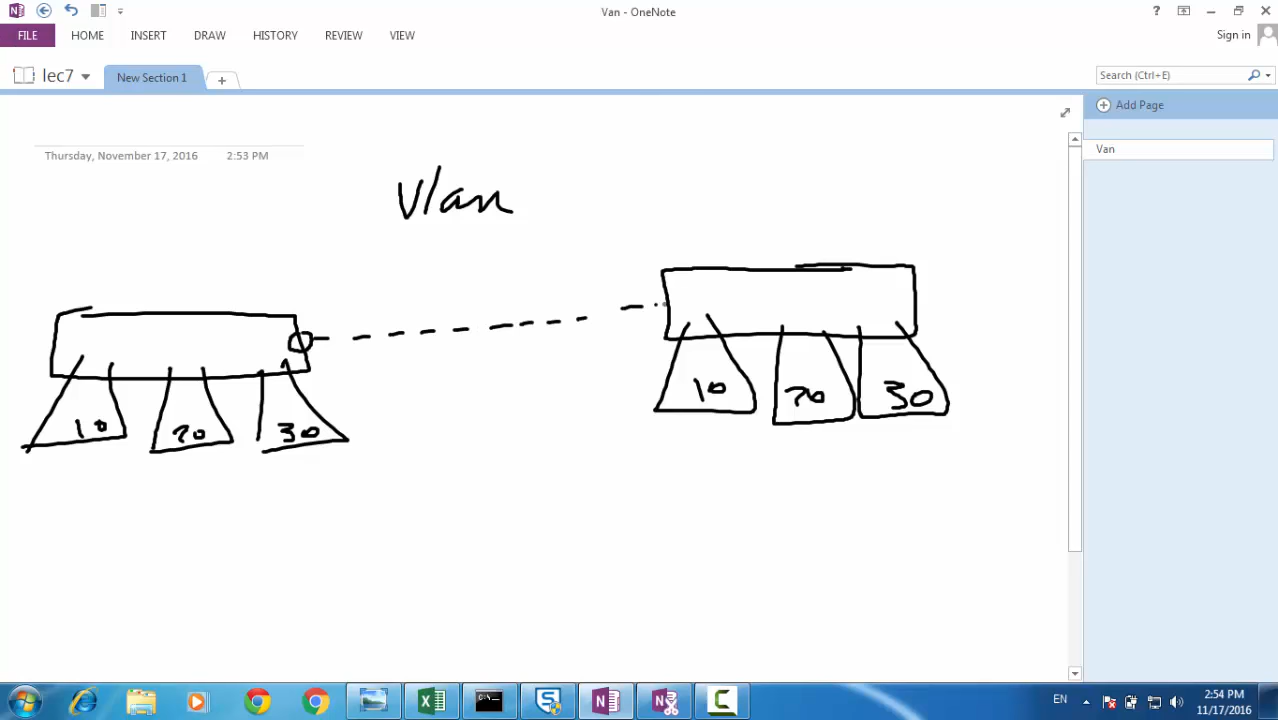 Van - OneNote
?
FILE HOME INSERT DRAW HISTORY REVIEW VIEW
Sign in
lec7
New Section 1
Search (Ctrl+E)
Add Page
Van
Thursday, November 17, 2016 2:53 PM
Vlan
10 20 30
10 20 30
EN
2:54 PM
11/17/2016